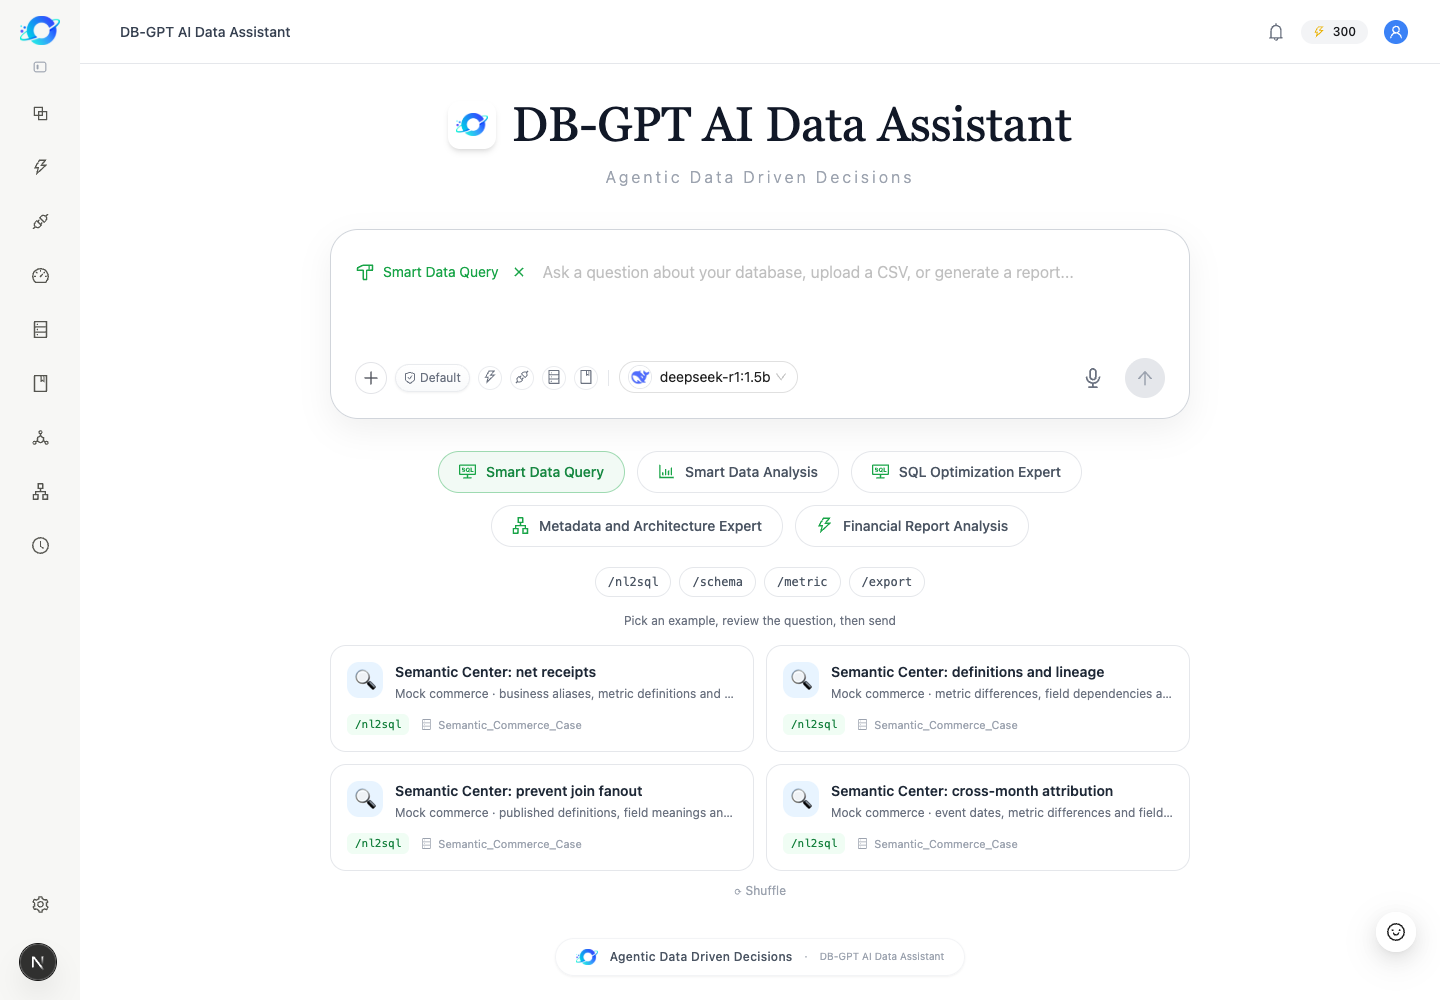 DB-GPT AI Data Assistant
300
DB-GPT AI Data Assistant
Agentic Data Driven Decisions
Smart Data Query
Ask a question about your database, upload a CSV, or generate a report...
Default
deepseek-r1:1.5b
SQL Smart Data Query
Smart Data Analysis
SQL SQL Optimization Expert
Metadata and Architecture Expert
Financial Report Analysis
/nl2sql
/schema
/metric
/export
Pick an example, review the question, then send
Semantic Center: net receipts
Mock commerce · business aliases, metric definitions and ...
/nl2sql
Semantic_Commerce_Case
Semantic Center: definitions and lineage
Mock commerce · metric differences, field dependencies a...
/nl2sql
Semantic_Commerce_Case
Semantic Center: prevent join fanout
Mock commerce · published definitions, field meanings an...
/nl2sql
Semantic_Commerce_Case
Semantic Center: cross-month attribution
Mock commerce · event dates, metric differences and field...
/nl2sql
Semantic_Commerce_Case
Shuffle
N
Agentic Data Driven Decisions · DB-GPT AI Data Assistant